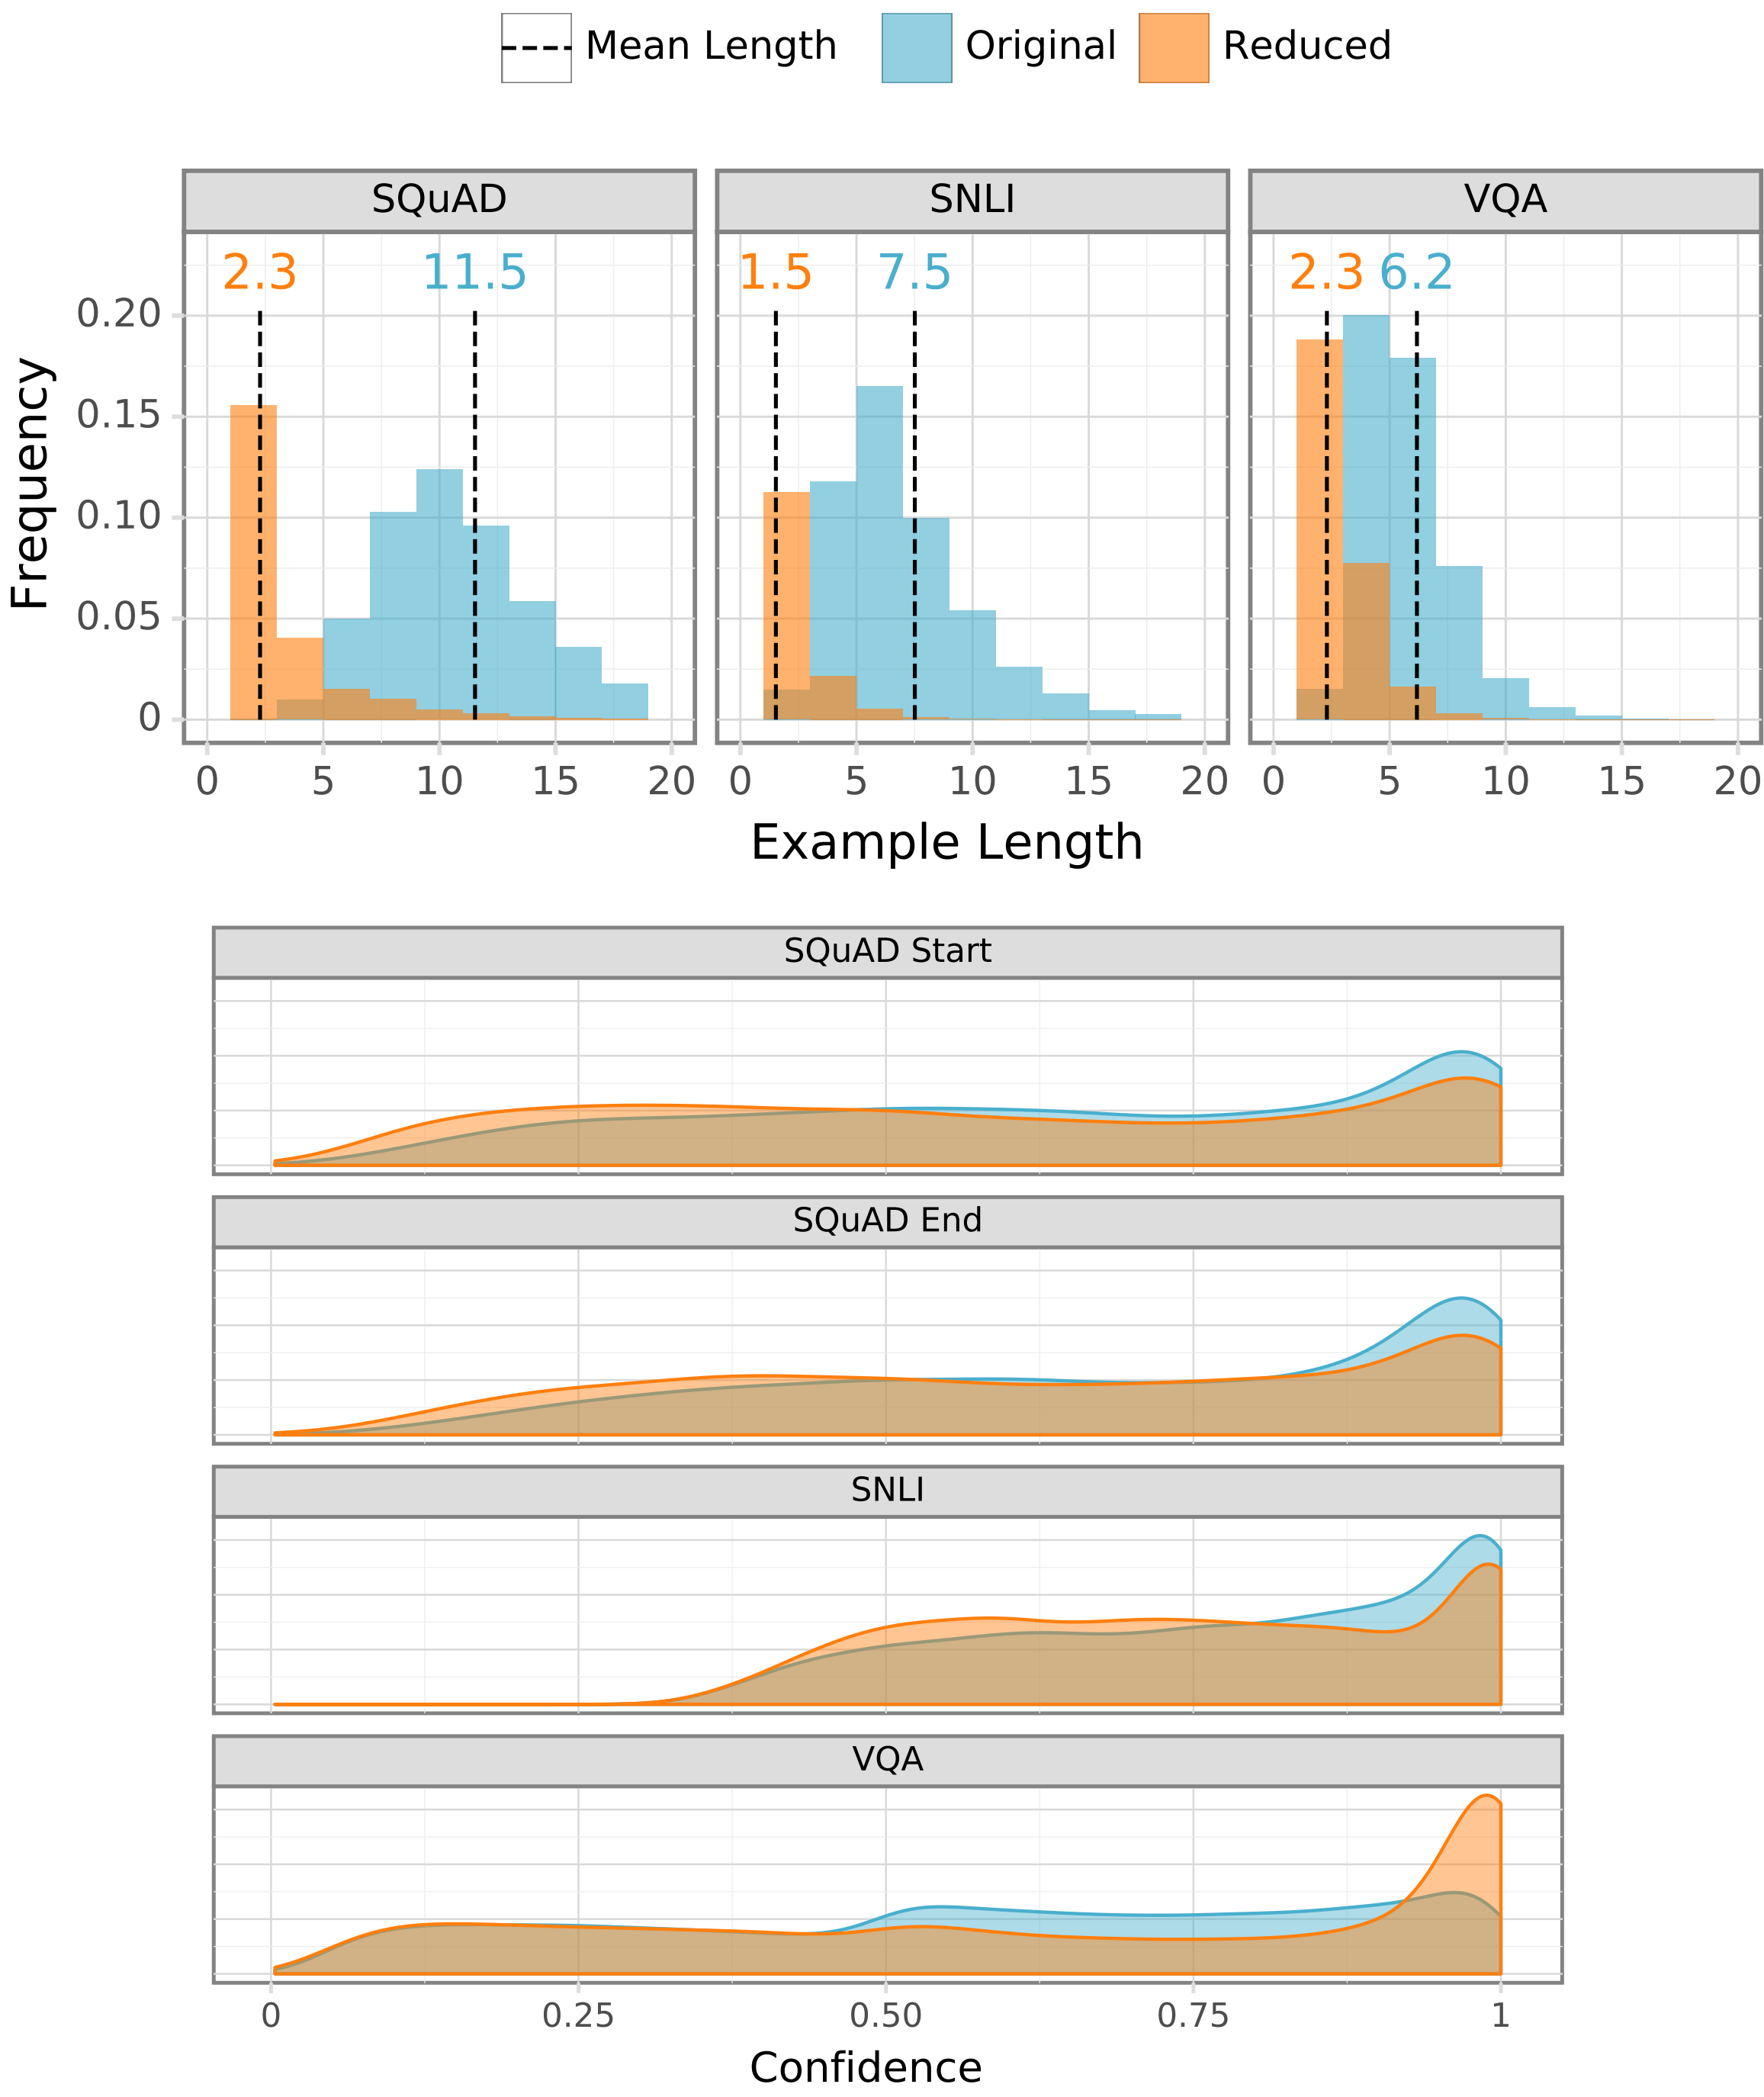 Mean Length Original Reduced
SQuAD SNLI VQA
2.3 11.5 1.5 7.5 2.3 6.2
Frequency
0.20
0.15
0.10
0.05
0
0 5 10 15 20 0 5 10 15 20 0 5 10 15 20
Example Length
SQuAD Start
SQuAD End
SNLI
VQA
0 0.25 0.50 0.75 1
Confidence